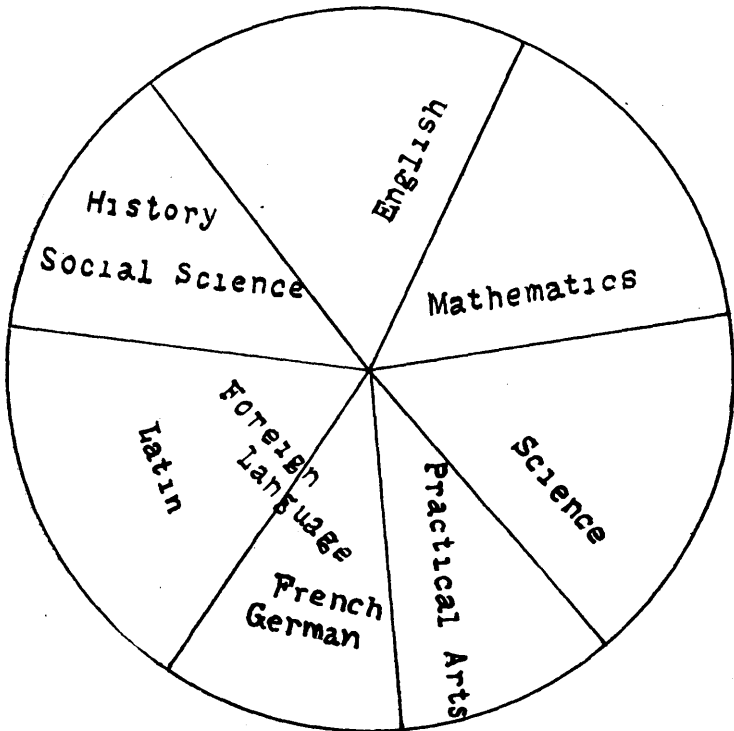 English
Mathematics
History
Social Science
Science
Foreign
Language
Latin
Practical Arts
French
German